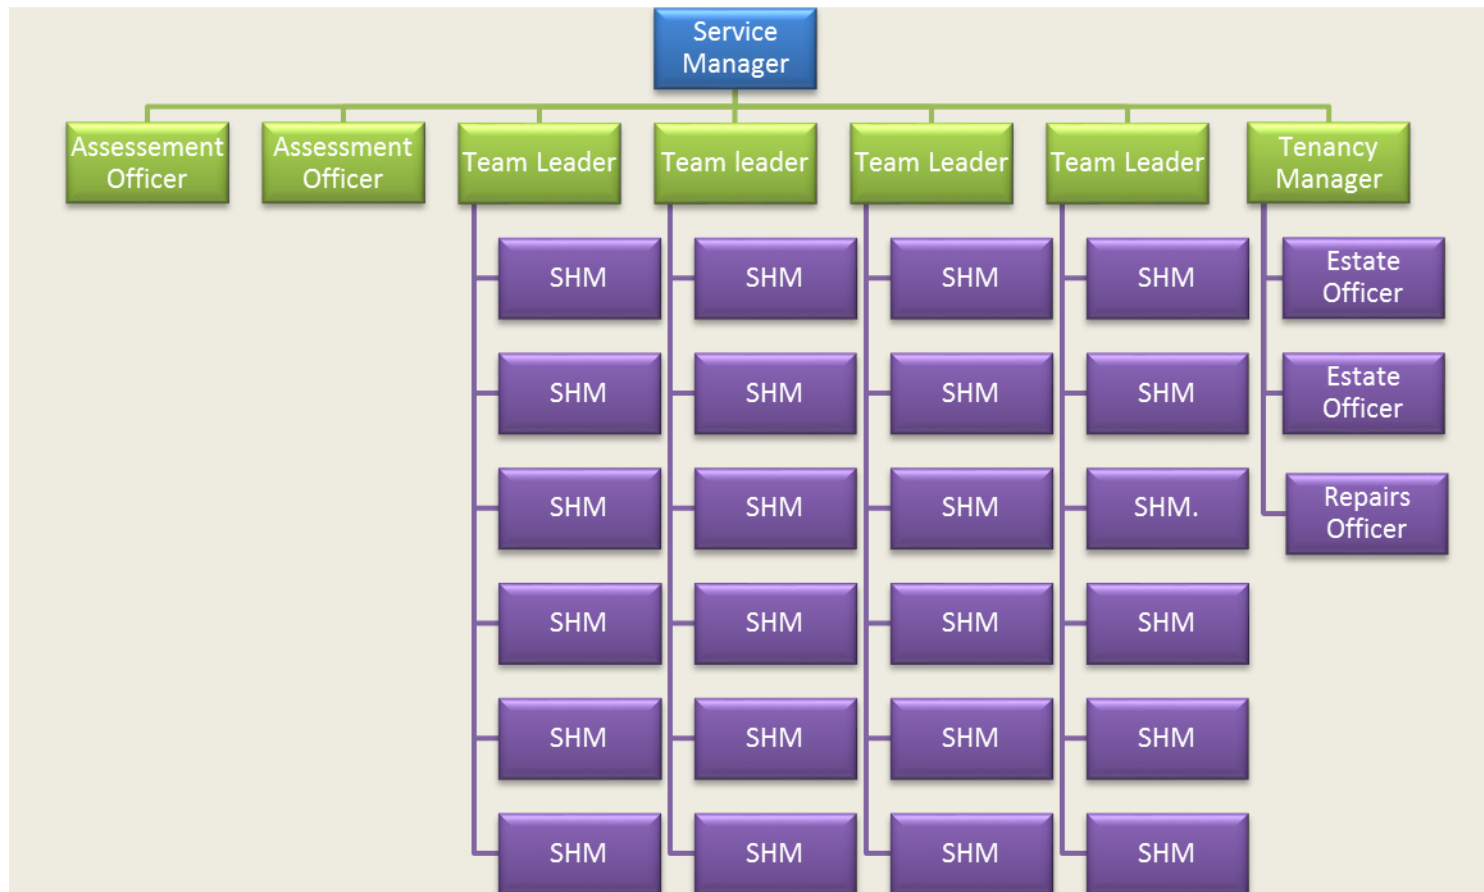 Service
Manager
Assessement
Officer
Assessment
Officer
Team Leader
Team leader
Team Leader
Team Leader
Tenancy
Manager
SHM
SHM
SHM
SHM
Estate
Officer
SHM
SHM
SHM
SHM
Estate
Officer
SHM
SHM
SHM
SHM.
Repairs
Officer
SHM
SHM
SHM
SHM
SHM
SHM
SHM
SHM
SHM
SHM
SHM
SHM